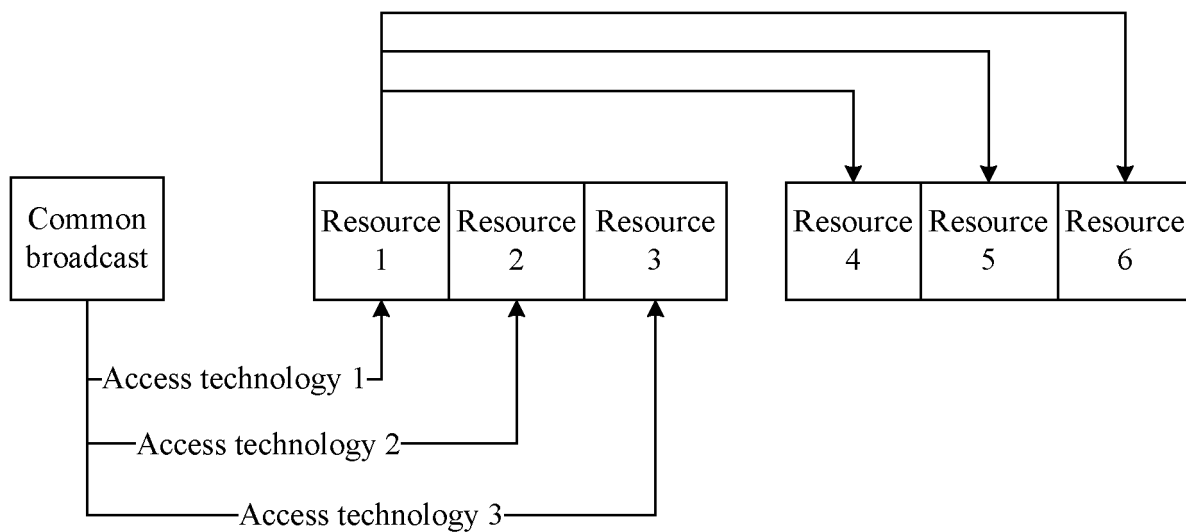 Common
broadcast
Resource
1
Resource
2
Resource
3
Resource
4
Resource
5
Resource
6
Access technology 1
Access technology 2
Access technology 3